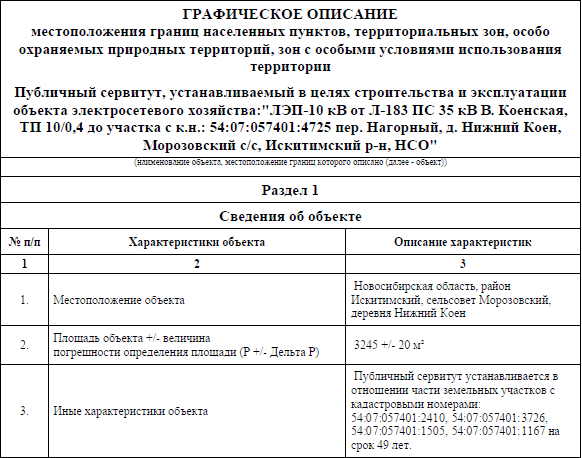 ГРАФИЧЕСКОЕ ОПИСАНИЕ
местоположения границ населенных пунктов, территориальных зон, особо
охраняемых природных территорий, зон с особыми условиями использования
территории
Публичный сервитут, устанавливаемый в целях строительства и эксплуатации
объекта электросетевого хозяйства:"ЛЭП-10 кВ от Л-183 ПС 35 кВ В. Коенская,
ТП 10/0,4 до участка с к.н.: 54:07:057401:4725 пер. Нагорный, д. Нижний Коен,
Морозовский с/с, Искитимский р-н, НСО"
(наименование объекта, местоположение границ которого описано (далее - объект))
Раздел 1
Сведения об объекте
№ п/п Характеристики объекта Описание характеристик
1 2 3
1. Местоположение объекта Новосибирская область, район
Искитимский, сельсовет Морозовский,
деревня Нижний Коен
2. Площадь объекта +/- величина
погрешности определения площади (Р +/- Дельта Р) 3245 +/- 20 м²
3. Иные характеристики объекта Публичный сервитут устанавливается в
отношении части земельных участков с
кадастровыми номерами:
54:07:057401:2410, 54:07:057401:3726,
54:07:057401:1505, 54:07:057401:1167 на
срок 49 лет.